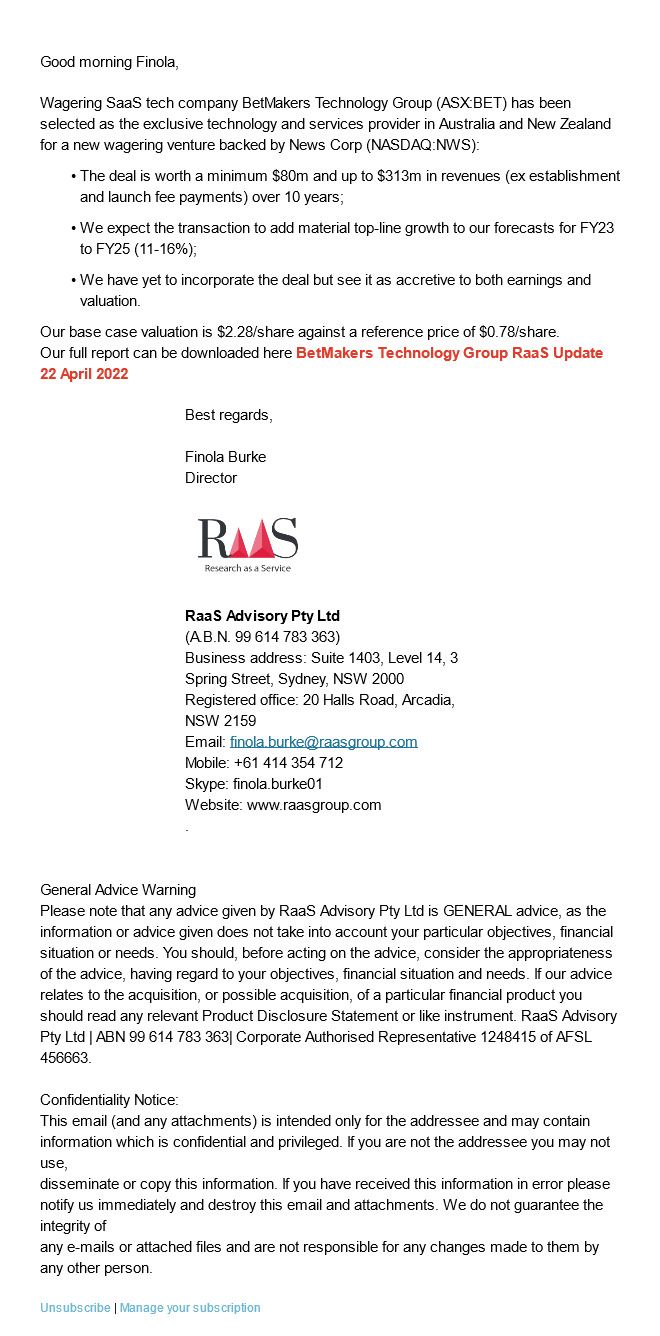 Good morning Finola,
Wagering SaaS tech company BetMakers Technology Group (ASX:BET) has been
selected as the exclusive technology and services provider in Australia and New Zealand
for a new wagering venture backed by News Corp (NASDAQ:NWS):
• The deal is worth a minimum $80m and up to $313m in revenues (ex establishment
and launch fee payments) over 10 years;
• We expect the transaction to add material top-line growth to our forecasts for FY23
to FY25 (11-16%);
• We have yet to incorporate the deal but see it as accretive to both earnings and
valuation.
Our base case valuation is $2.28/share against a reference price of $0.78/share.
Our full report can be downloaded here BetMakers Technology Group RaaS Update
22 April 2022
Best regards,
Finola Burke
Director
RAAS
Research as a Service
RaaS Advisory Pty Ltd
(A.B.N. 99 614 783 363)
Business address: Suite 1403, Level 14, 3
Spring Street, Sydney, NSW 2000
Registered office: 20 Halls Road, Arcadia,
NSW 2159
Email: finola.burke@raasgroup.com
Mobile: +61 414 354 712
Skype: finola.burke01
Website: www.raasgroup.com
.
General Advice Warning
Please note that any advice given by RaaS Advisory Pty Ltd is GENERAL advice, as the
information or advice given does not take into account your particular objectives, financial
situation or needs. You should, before acting on the advice, consider the appropriateness
of the advice, having regard to your objectives, financial situation and needs. If our advice
relates to the acquisition, or possible acquisition, of a particular financial product you
should read any relevant Product Disclosure Statement or like instrument. RaaS Advisory
Pty Ltd | ABN 99 614 783 363| Corporate Authorised Representative 1248415 of AFSL
456663.
Confidentiality Notice:
This email (and any attachments) is intended only for the addressee and may contain
information which is confidential and privileged. If you are not the addressee you may not
use,
disseminate or copy this information. If you have received this information in error please
notify us immediately and destroy this email and attachments. We do not guarantee the
integrity of
any e-mails or attached files and are not responsible for any changes made to them by
any other person.
Unsubscribe | Manage your subscription